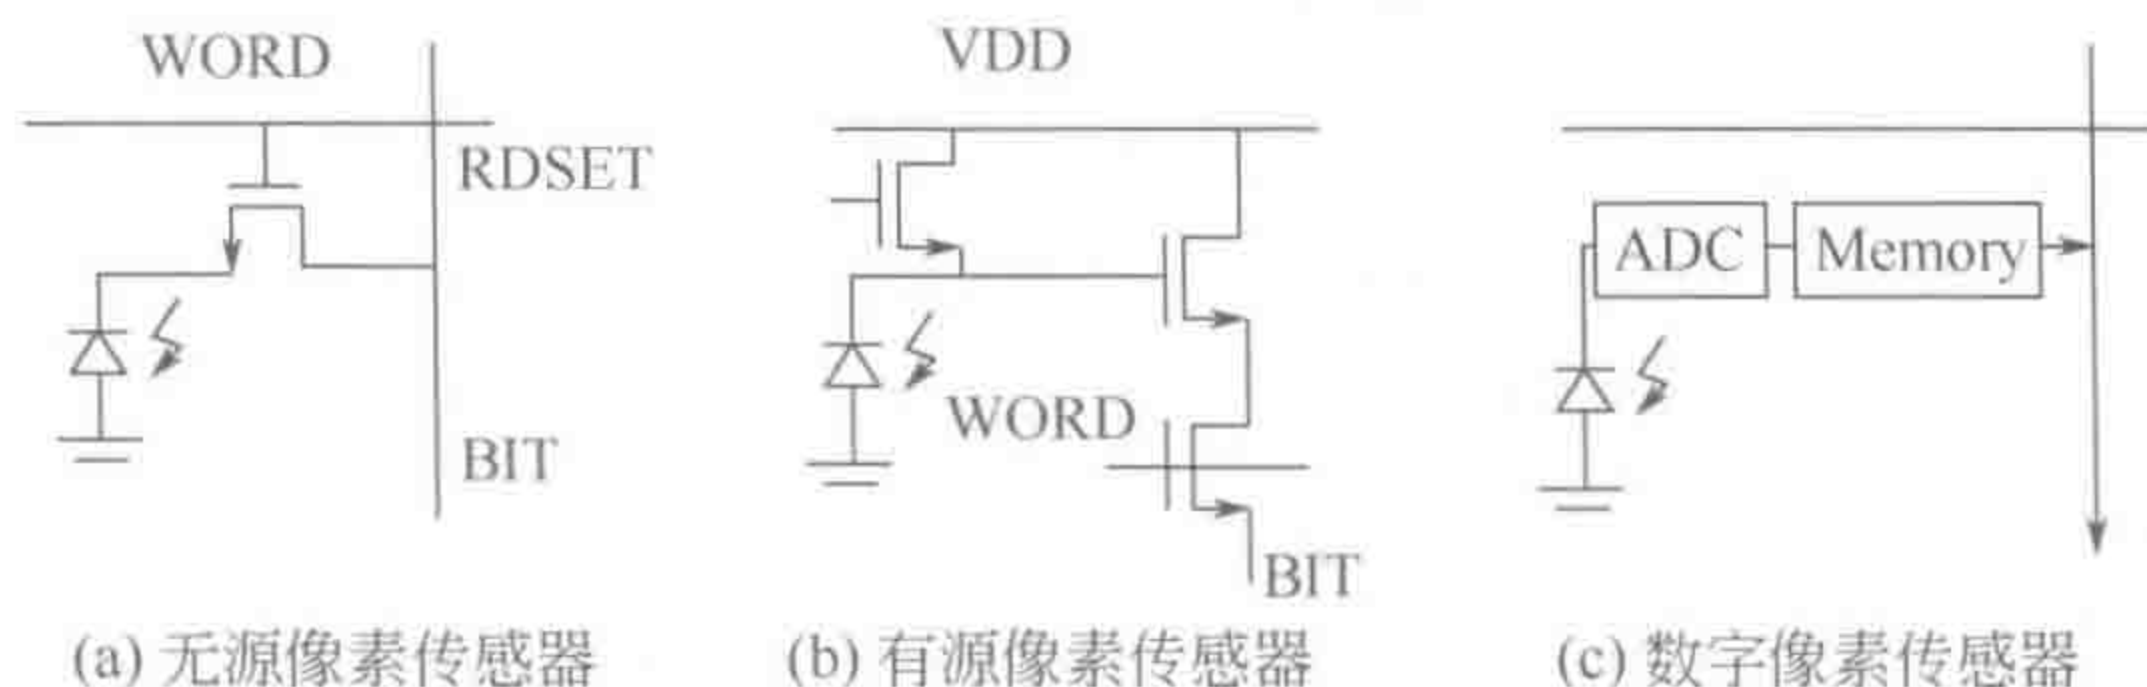 WORD
RDSET
BIT
VDD
WORD
BIT
ADC
Memory
(a) 无源像素传感器
(b) 有源像素传感器
(c) 数字像素传感器